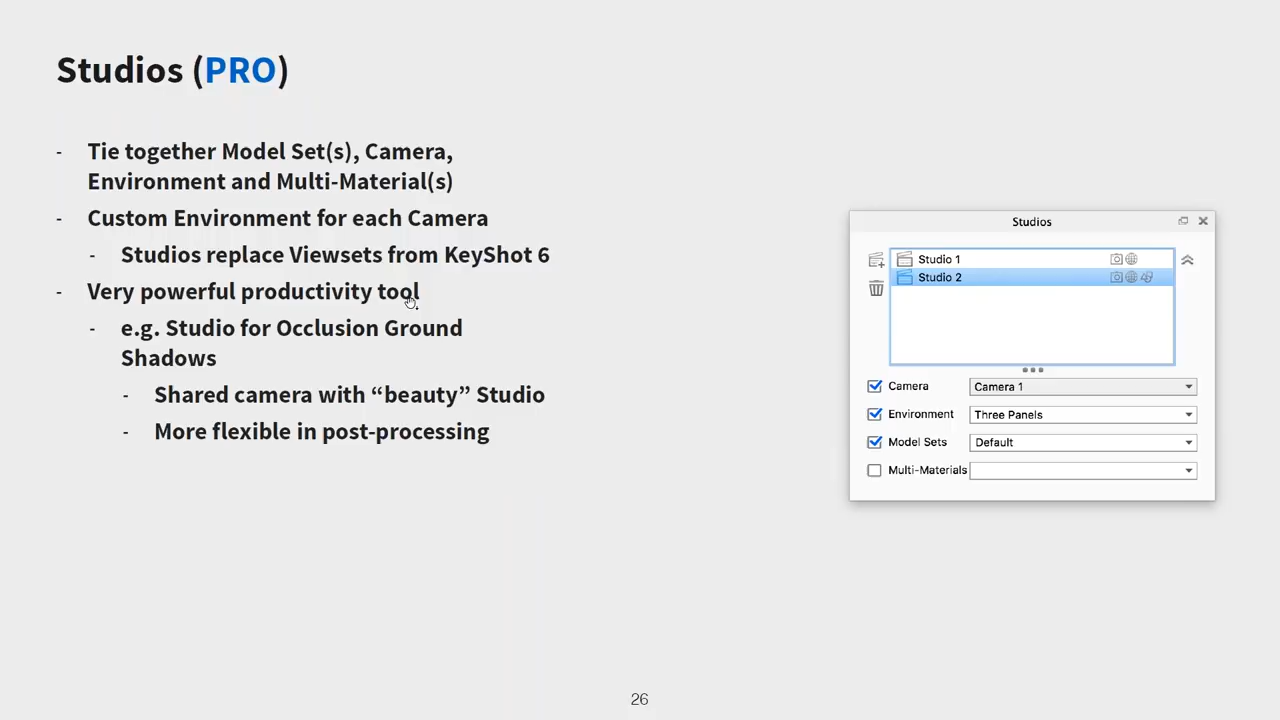 Studios (PRO)
- Tie together Model Set(s), Camera,
Environment and Multi-Material(s)
- Custom Environment for each Camera
- Studios replace Viewsets from KeyShot 6
- Very powerful productivity tool
- e.g. Studio for Occlusion Ground
Shadows
- Shared camera with “beauty” Studio
- More flexible in post-processing
Studios
Studio 1
Studio 2
Camera Camera 1
Environment Three Panels
Model Sets Default
Multi-Materials
26